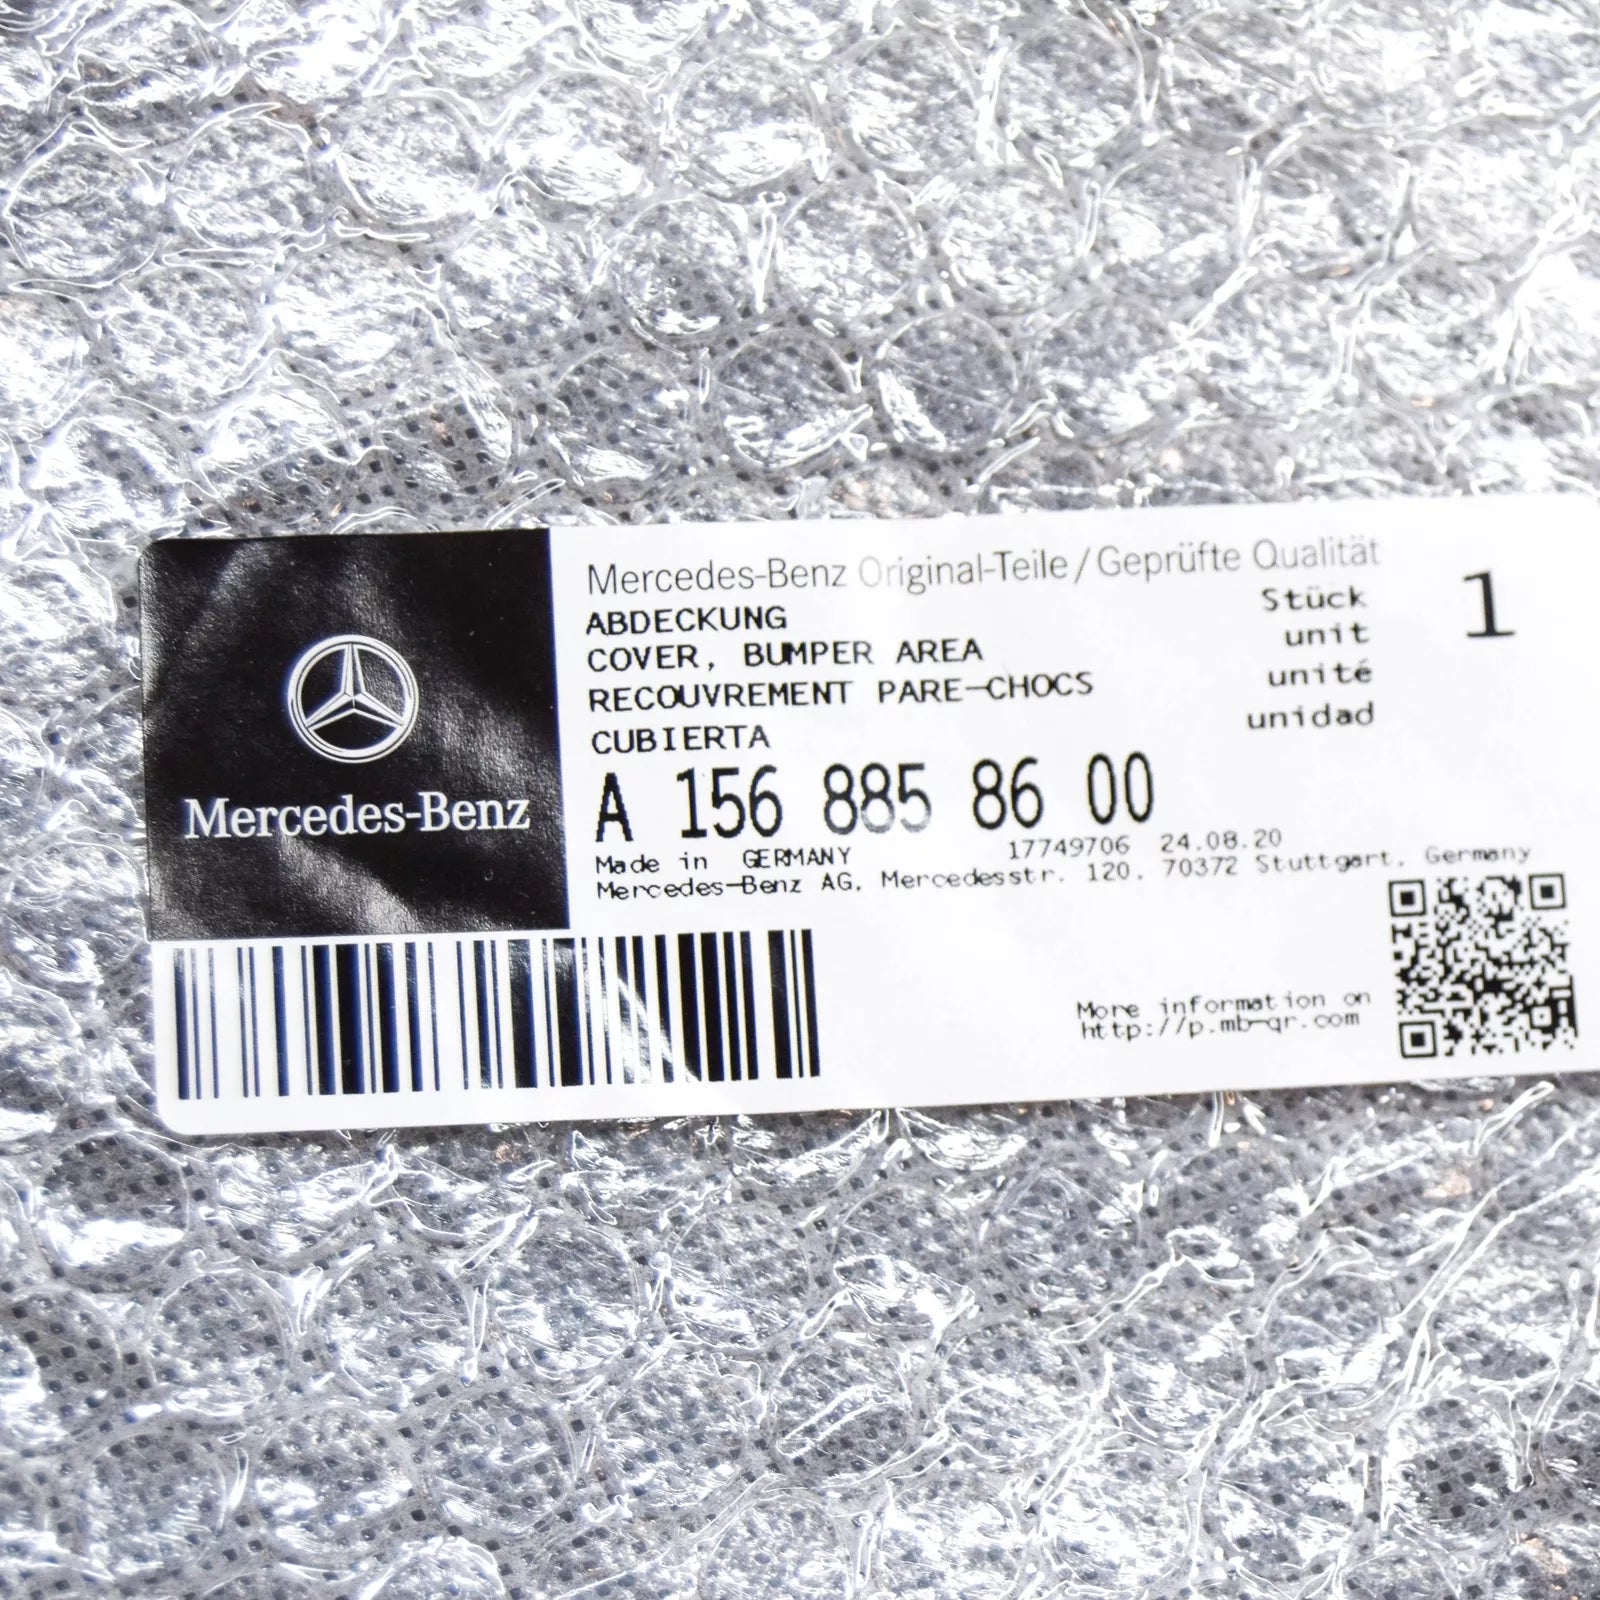 Mercedes-Benz
Mercedes-Benz Original-Teile/Geprüfte Qualität
ABDECKUNG
COVER, BUMPER AREA
RECOUVREMENT PARE-CHOCS
CUBIERTA
Stück
unit
unité
unidad
1
A 156 885 86 00
Made in GERMANY 17749706 24.08.20
Mercedes-Benz AG, Mercedesstr. 120, 70372 Stuttgart, Germany
More information on
http://p.mb-qr.com